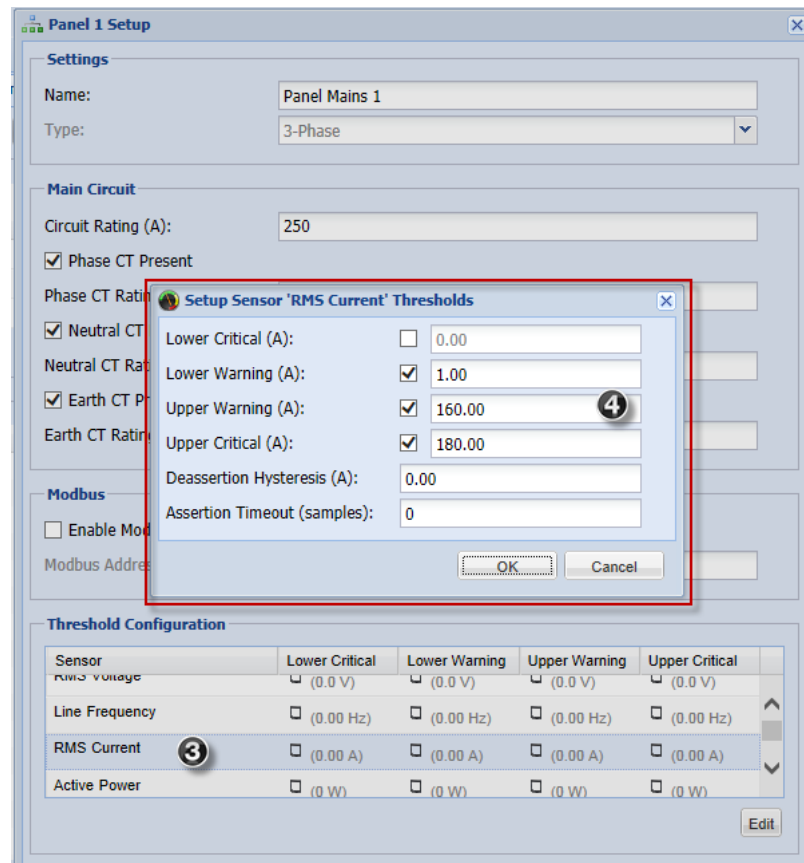 Panel 1 Setup
Settings
Name: Panel Mains 1
Type: 3-Phase
Main Circuit
Circuit Rating (A): 250
Phase CT Present
Phase CT Ratin
Neutral CT
Neutral CT Rat
Earth CT P
Earth CT Rating
Setup Sensor 'RMS Current' Thresholds
Lower Critical (A): 0.00
Lower Warning (A): 1.00
Upper Warning (A): 160.00 4
Upper Critical (A): 180.00
Deassertion Hysteresis (A): 0.00
Assertion Timeout (samples): 0
OK Cancel
Modbus
Enable Mod
Modbus Addre
Threshold Configuration
Sensor Lower Critical Lower Warning Upper Warning Upper Critical
RMS Voltage (0.0 V) (0.0 V) (0.0 V) (0.0 V)
Line Frequency (0.00 Hz) (0.00 Hz) (0.00 Hz) (0.00 Hz)
RMS Current 3 (0.00 A) (0.00 A) (0.00 A) (0.00 A)
Active Power (0 W) (0 W) (0 W) (0 W)
Edit